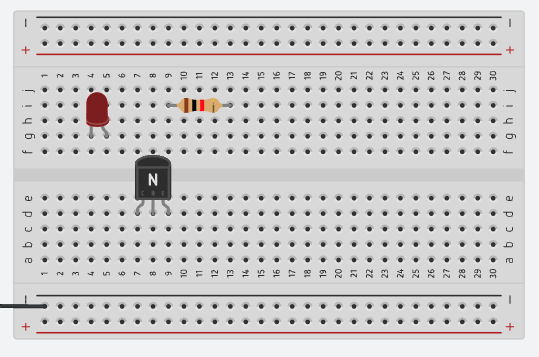 − −
+ +
1 2 3 4 5 6 7 8 9 10 11 12 13 14 15 16 17 18 19 20 21 22 23 24 25 26 27 28 29 30
j j
i i
h h
g g
f f
N
C B E
e e
d d
c c
b b
a a
1 2 3 4 5 6 7 8 9 10 11 12 13 14 15 16 17 18 19 20 21 22 23 24 25 26 27 28 29 30
− −
+ +